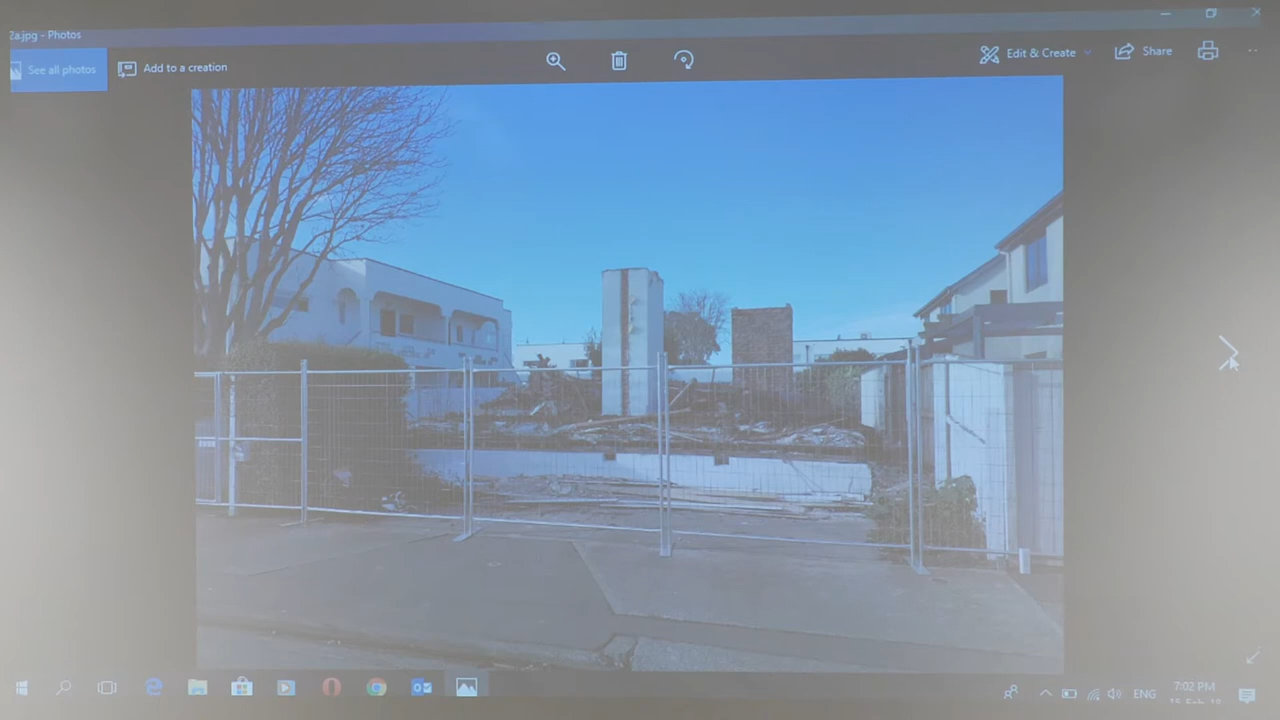 2a.jpg - Photos
See all photos
Add to a creation
Edit & Create
Share
ENG
7:02 PM